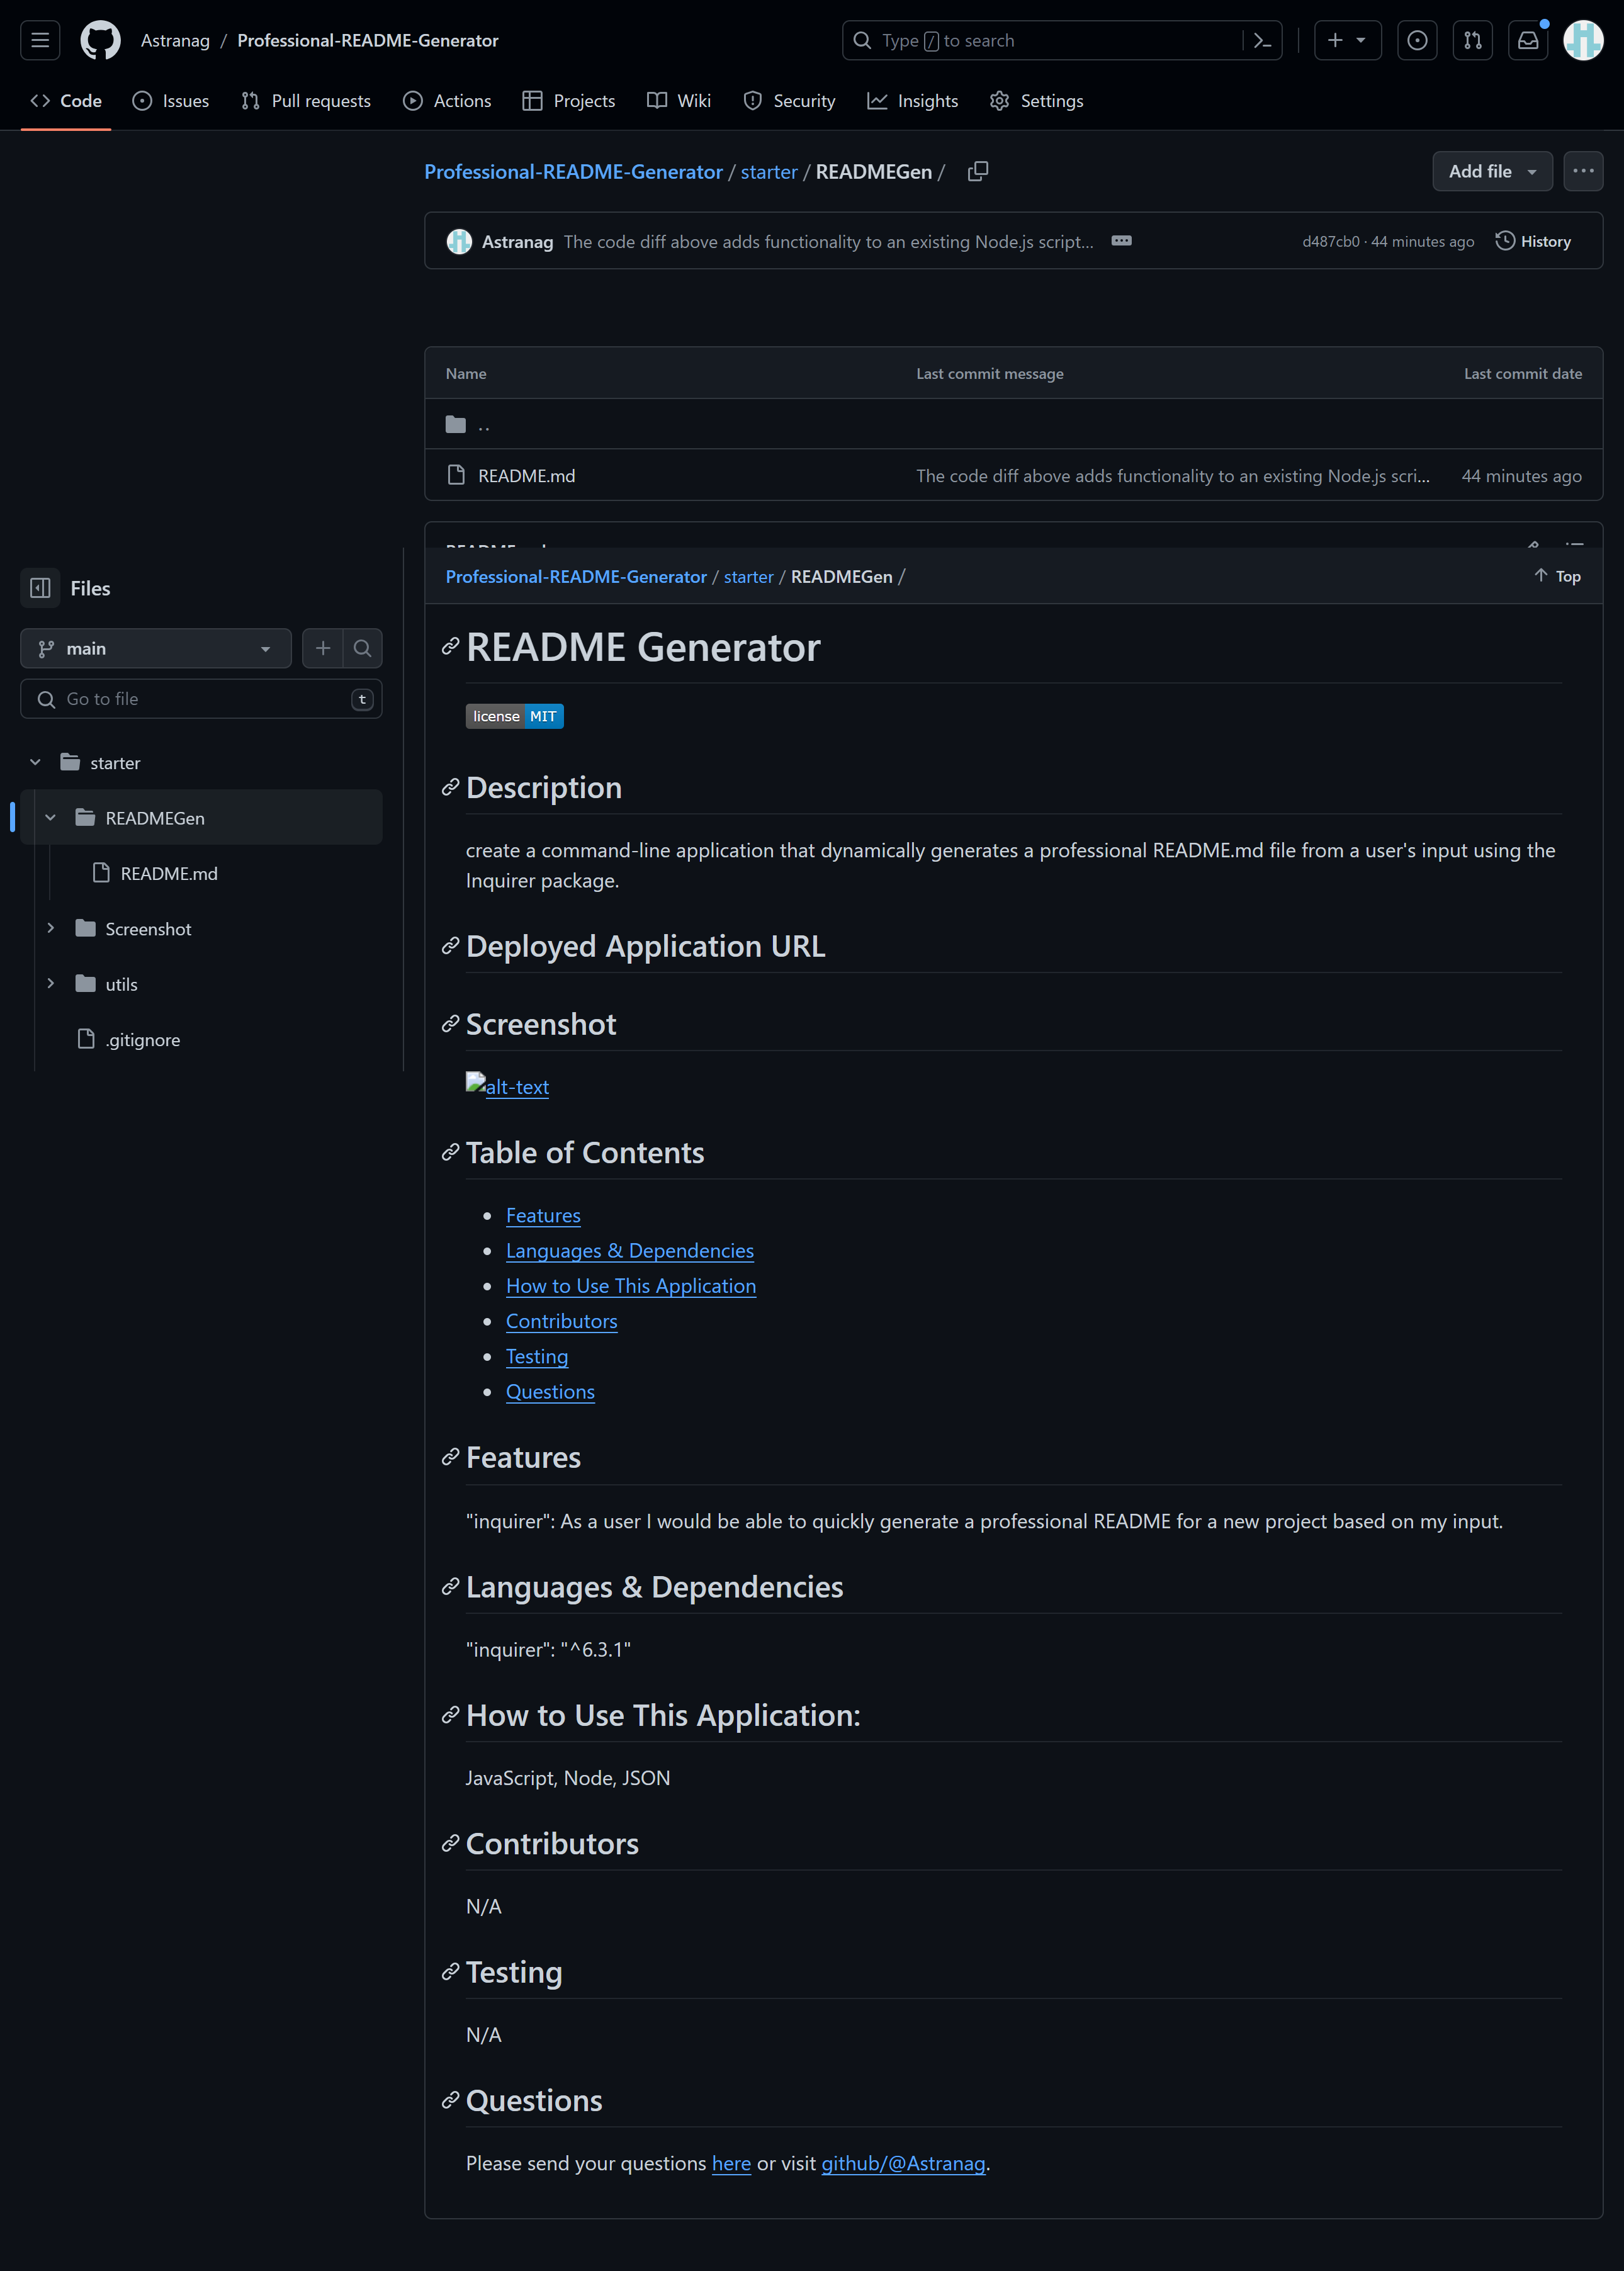 Astranag / Professional-README-Generator
Type / to search
Code
Issues
Pull requests
Actions
Projects
Wiki
Security
Insights
Settings
Professional-README-Generator / starter / READMEGen /
Add file
Astranag The code diff above adds functionality to an existing Node.js script...
d487cb0 · 44 minutes ago
History
Name
Last commit message
Last commit date
..
README.md
The code diff above adds functionality to an existing Node.js scri...
44 minutes ago
Files
main
Go to file
t
starter
READMEGen
README.md
Screenshot
utils
.gitignore
Professional-README-Generator / starter / READMEGen /
Top
README Generator
license MIT
Description
create a command-line application that dynamically generates a professional README.md file from a user's input using the
Inquirer package.
Deployed Application URL
Screenshot
alt-text
Table of Contents
Features
Languages & Dependencies
How to Use This Application
Contributors
Testing
Questions
Features
"inquirer": As a user I would be able to quickly generate a professional README for a new project based on my input.
Languages & Dependencies
"inquirer": "^6.3.1"
How to Use This Application:
JavaScript, Node, JSON
Contributors
N/A
Testing
N/A
Questions
Please send your questions here or visit github/@Astranag.